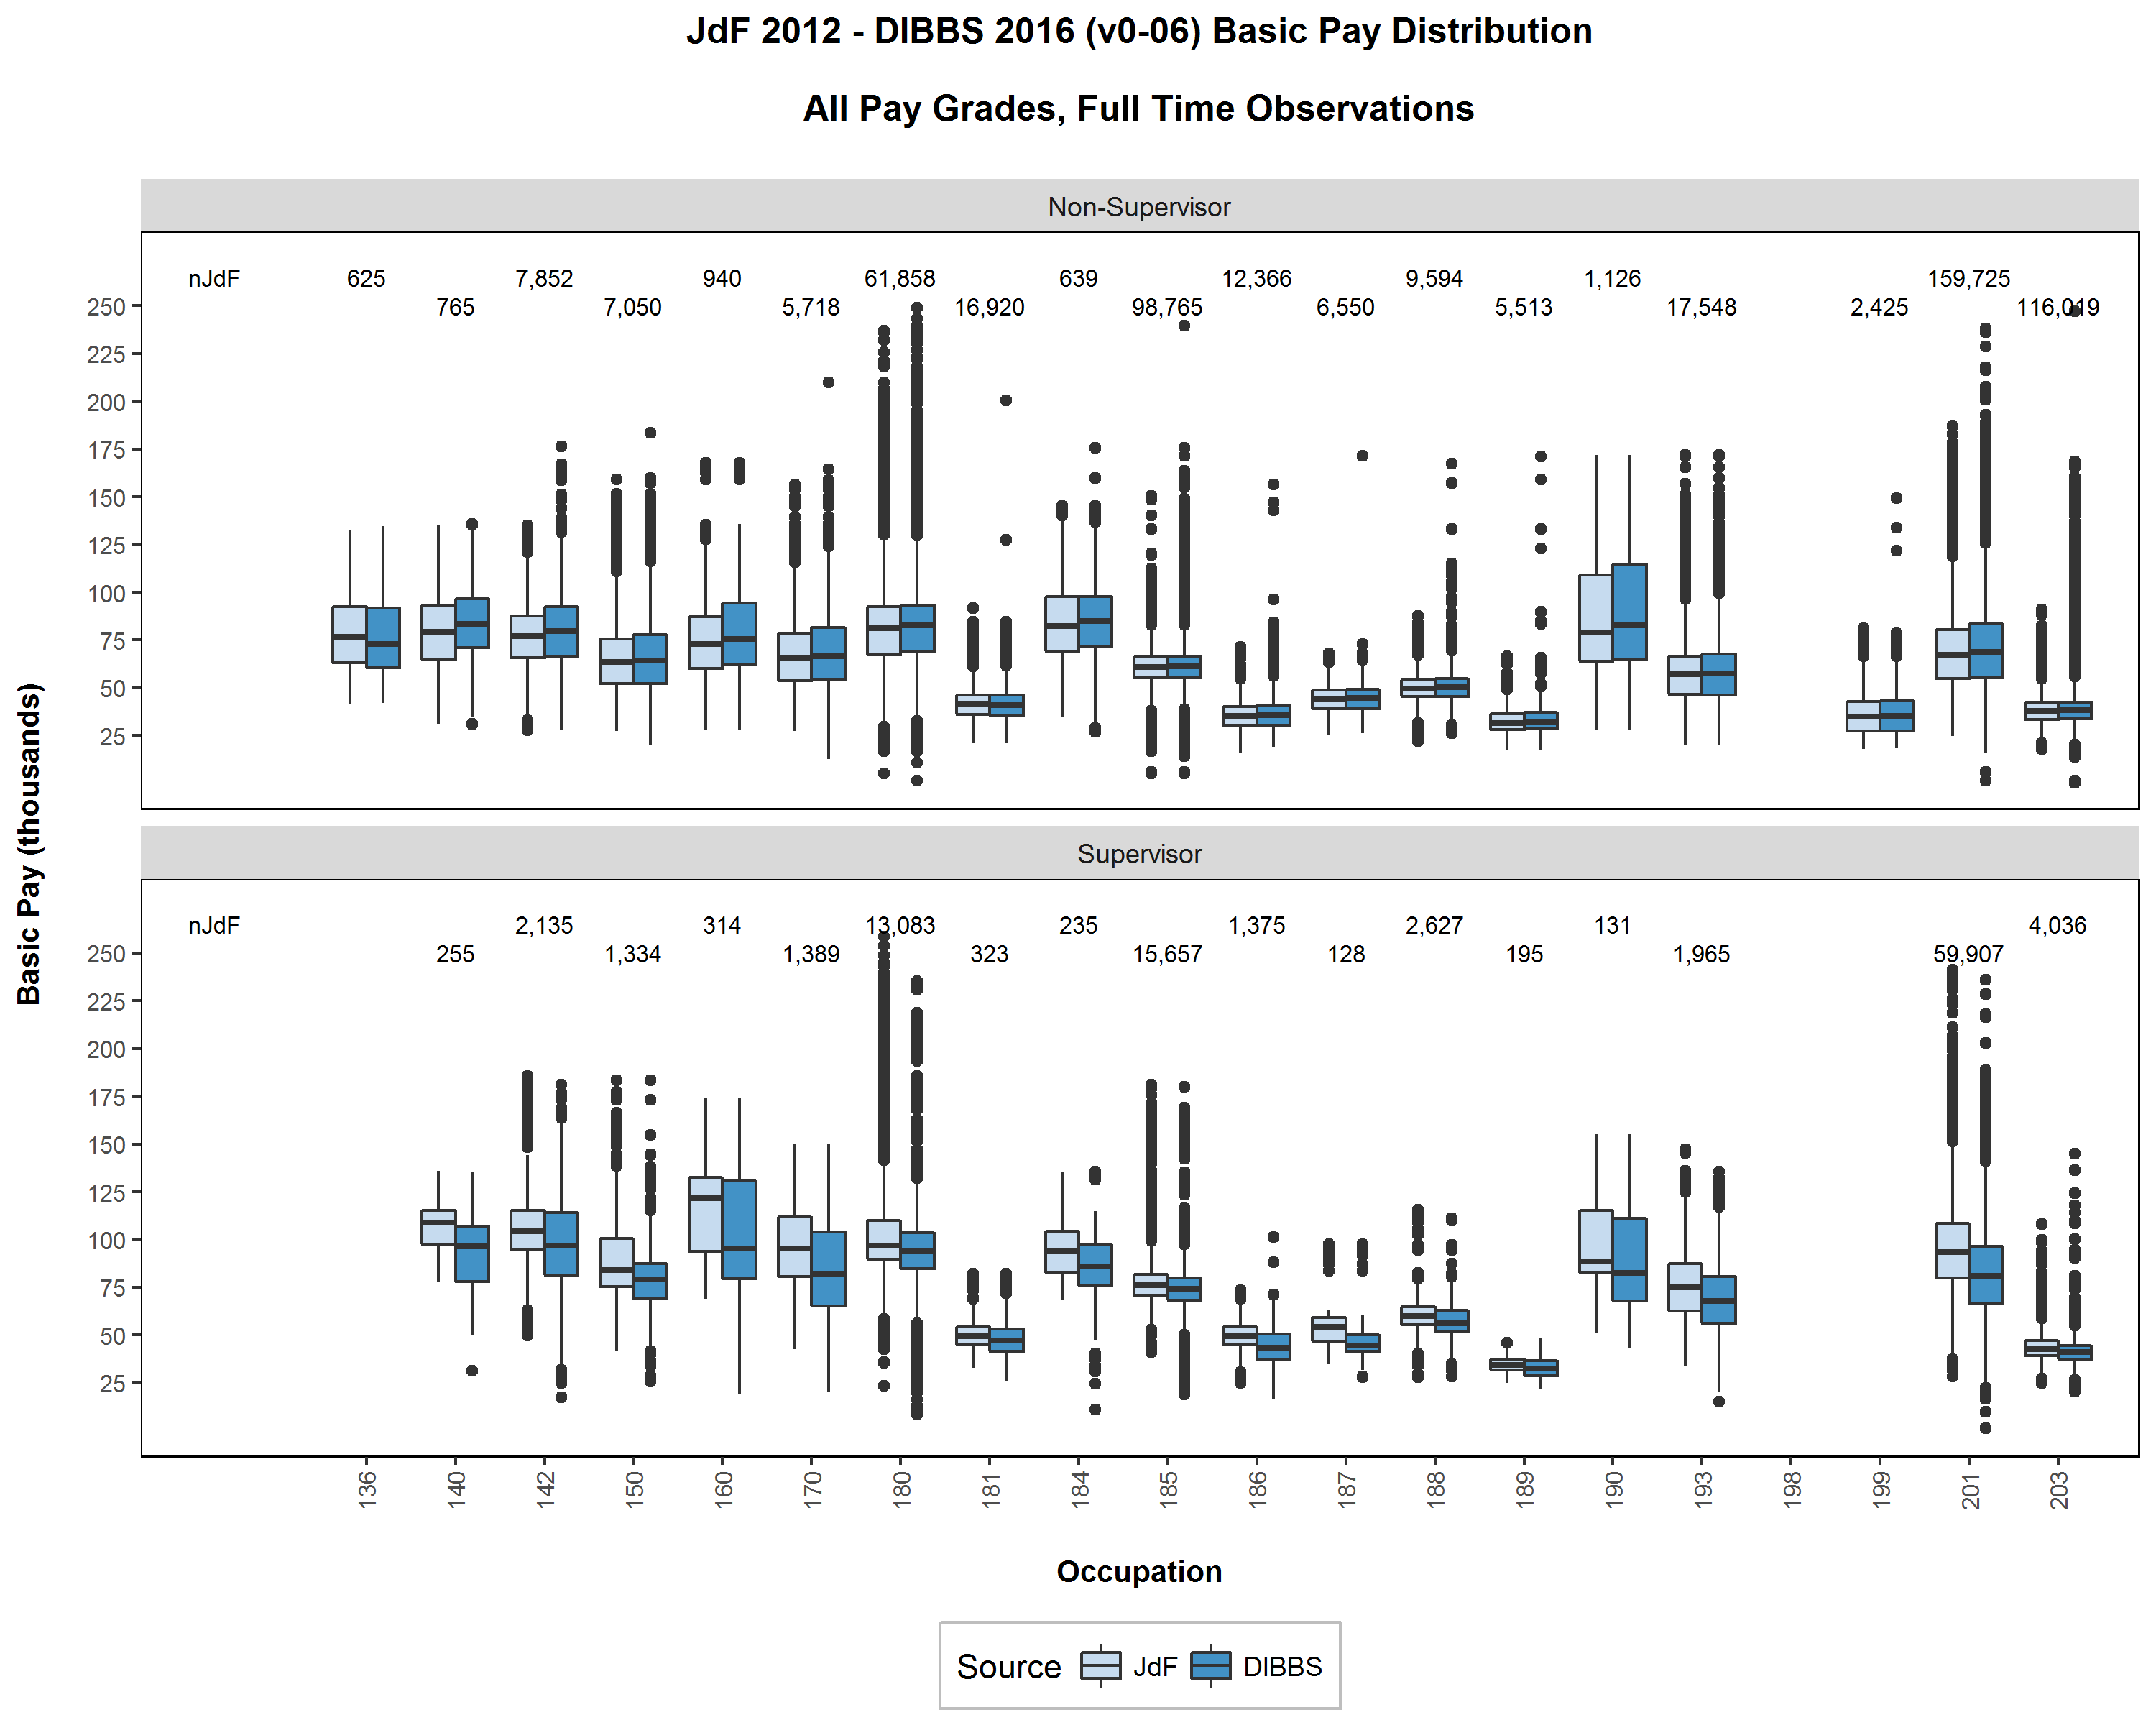 JdF 2012 - DIBBS 2016 (v0-06) Basic Pay Distribution
All Pay Grades, Full Time Observations
Non-Supervisor
nJdF 625 7,852 940 61,858 639 12,366 9,594 1,126 159,725
765 7,050 5,718 16,920 98,765 6,550 5,513 17,548 2,425 116,019
250
225
200
175
150
125
100
75
50
25
Basic Pay (thousands)
Supervisor
nJdF 2,135 314 13,083 235 1,375 2,627 131 4,036
255 1,334 1,389 323 15,657 128 195 1,965 59,907
250
225
200
175
150
125
100
75
50
25
136 140 142 150 160 170 180 181 184 185 186 187 188 189 190 193 198 199 201 203
Occupation
Source JdF DIBBS